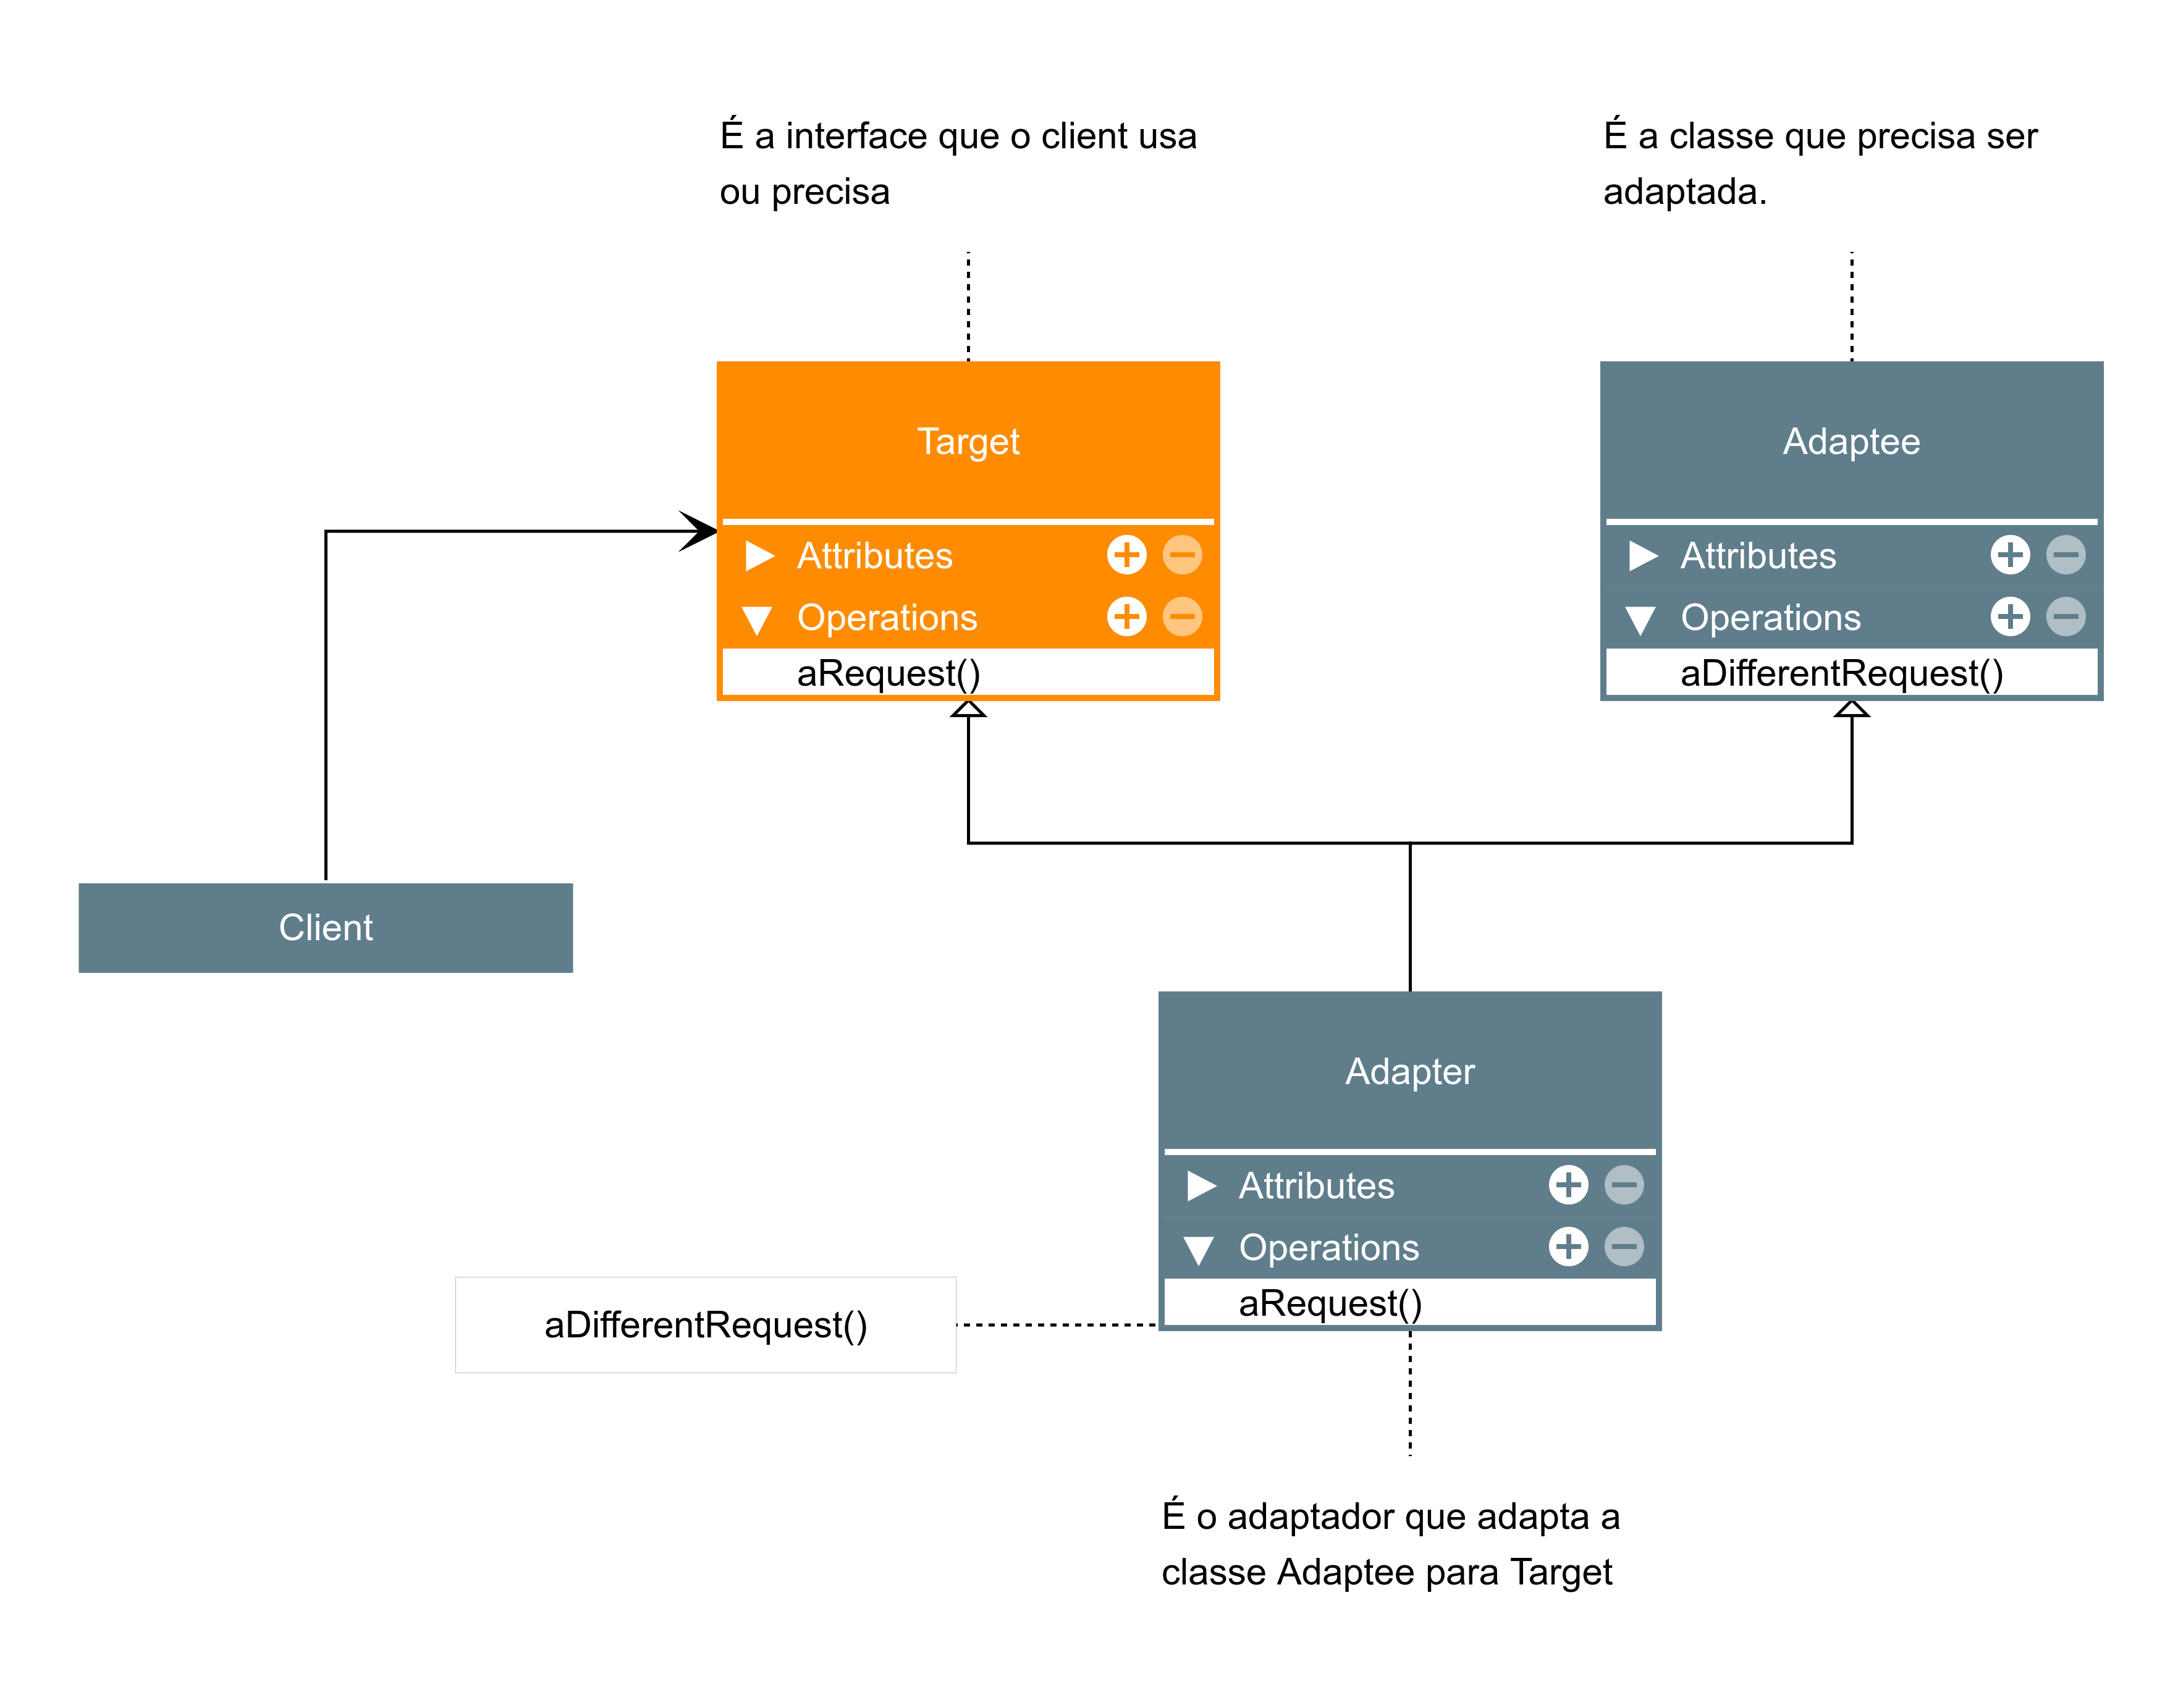 É a interface que o client usa
ou precisa
É a classe que precisa ser
adaptada.
Target
Attributes
Operations
aRequest()
Adaptee
Attributes
Operations
aDifferentRequest()
Client
Adapter
Attributes
Operations
aRequest()
aDifferentRequest()
É o adaptador que adapta a
classe Adaptee para Target